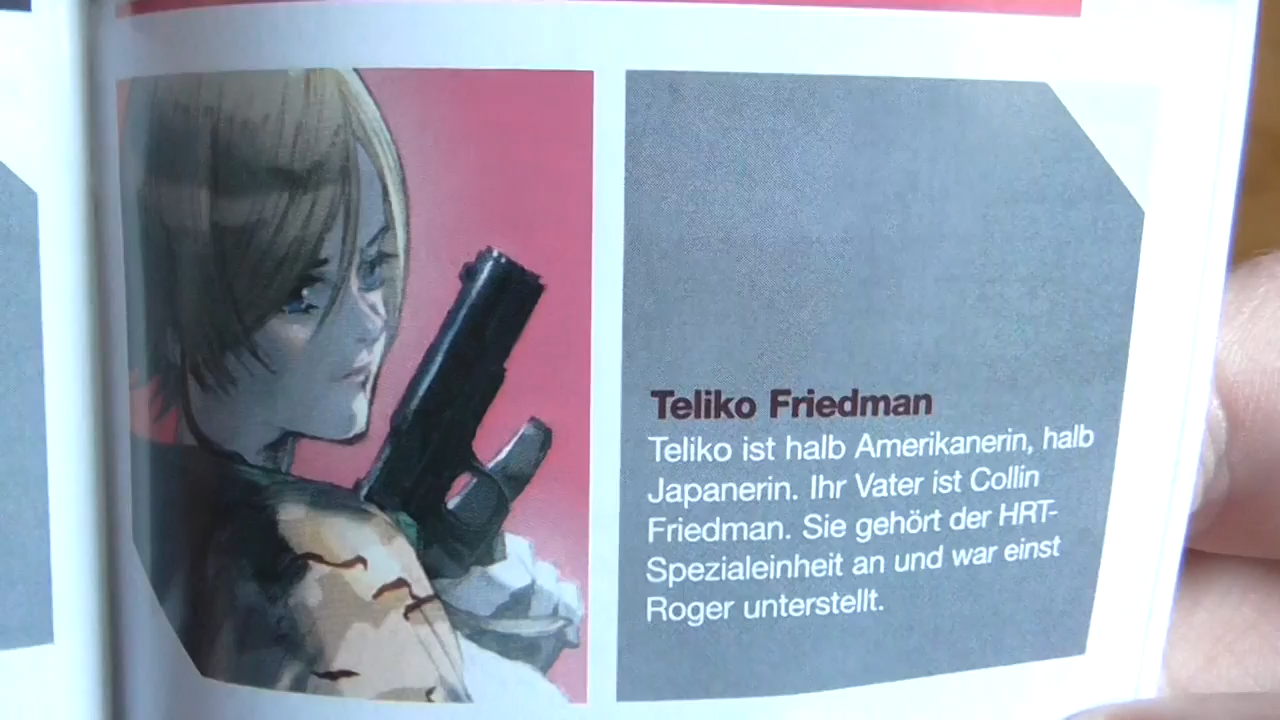 Teliko Friedman
Teliko ist halb Amerikanerin, halb
Japanerin. Ihr Vater ist Collin
Friedman. Sie gehört der HRT-
Spezialeinheit an und war einst
Roger unterstellt.